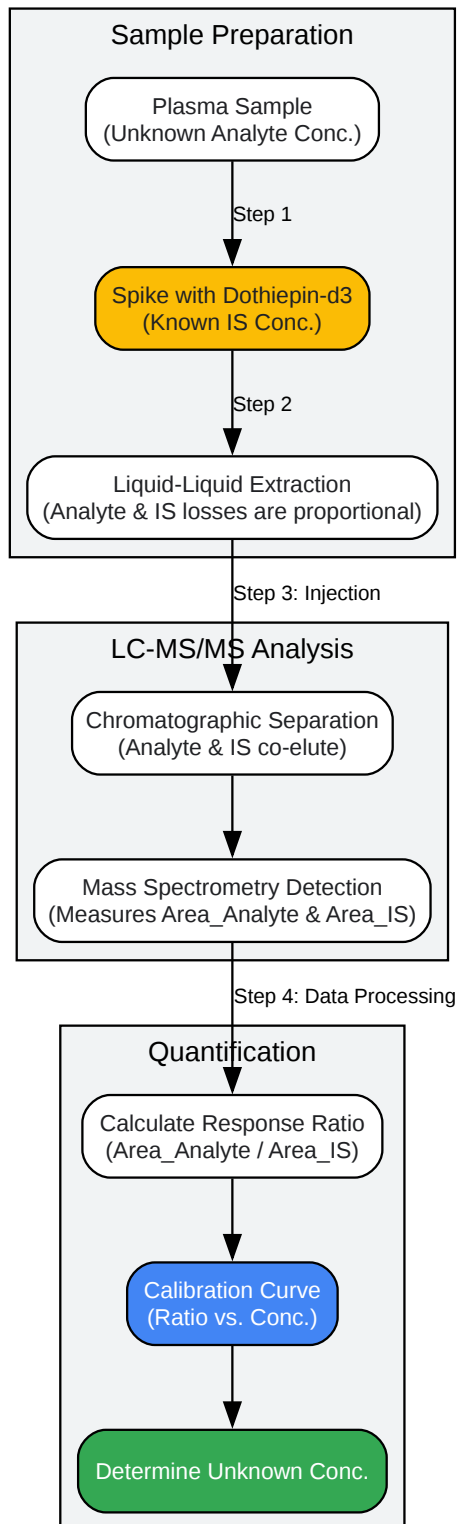 Sample Preparation
Plasma Sample
(Unknown Analyte Conc.)
Step 1
Spike with Dothiepin-d3
(Known IS Conc.)
Step 2
Liquid-Liquid Extraction
(Analyte & IS losses are proportional)
Step 3: Injection
LC-MS/MS Analysis
Chromatographic Separation
(Analyte & IS co-elute)
Mass Spectrometry Detection
(Measures Area_Analyte & Area_IS)
Step 4: Data Processing
Quantification
Calculate Response Ratio
(Area_Analyte / Area_IS)
Calibration Curve
(Ratio vs. Conc.)
Determine Unknown Conc.